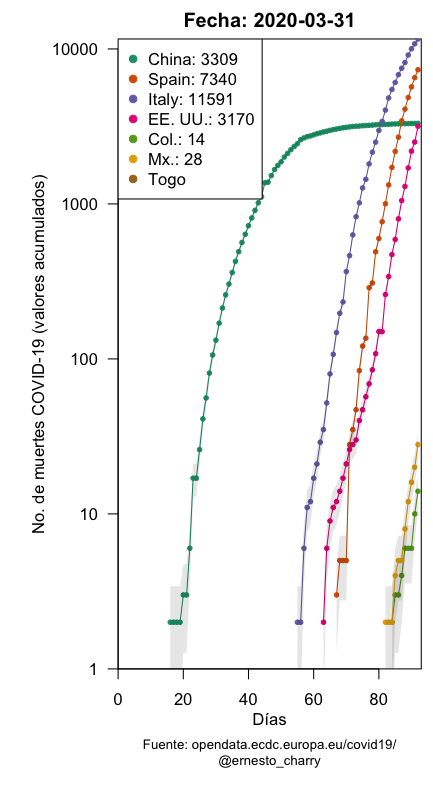 Fecha: 2020-03-31
No. de muertes COVID-19 (valores acumulados)
10000
1000
100
10
1
China: 3309
Spain: 7340
Italy: 11591
EE. UU.: 3170
Col.: 14
Mx.: 28
Togo
0 20 40 60 80
Días
Fuente: opendata.ecdc.europa.eu/covid19/
@ernesto_charry